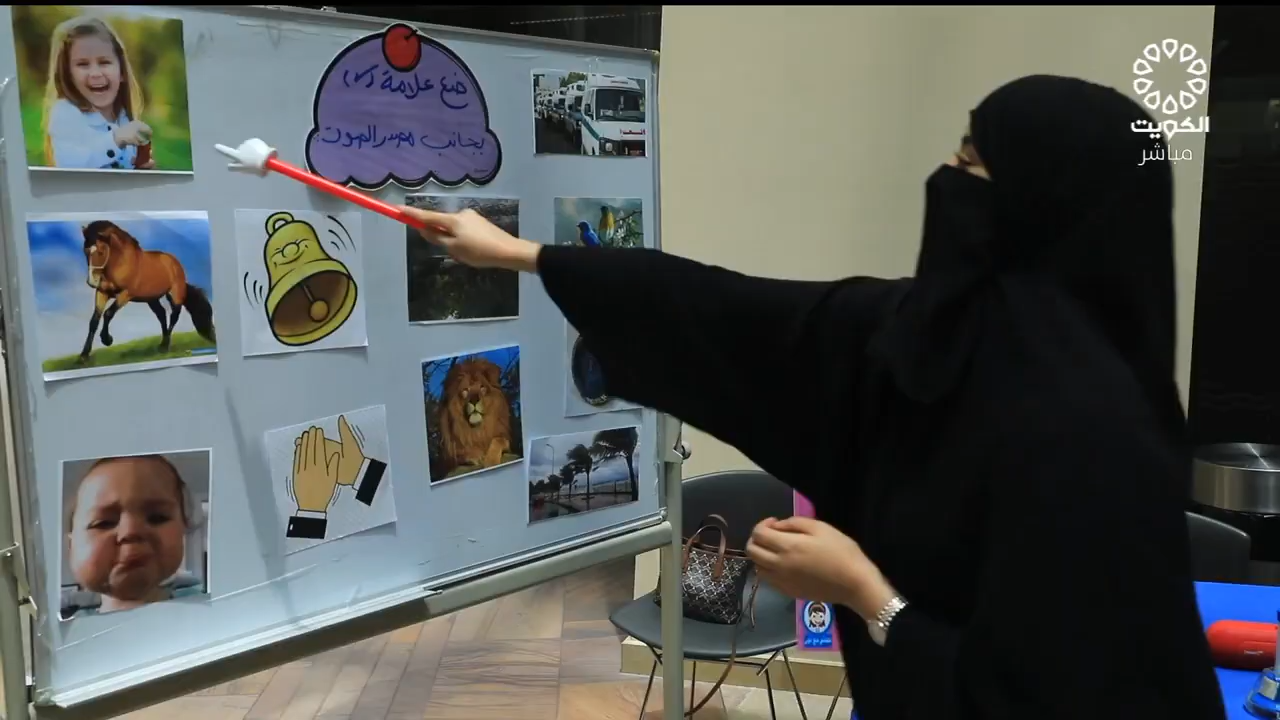 ضع علامة (✓)
بجانب مصدر الصوت:
الكويت
مباشر